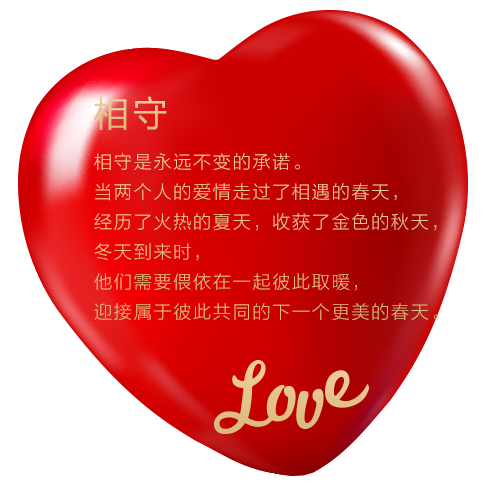 相守
相守是永远不变的承诺。
当两个人的爱情走过了相遇的春天，
经历了火热的夏天，收获了金色的秋天，
冬天到来时，
他们需要偎依在一起彼此取暖，
迎接属于彼此共同的下一个更美的春天。
Love